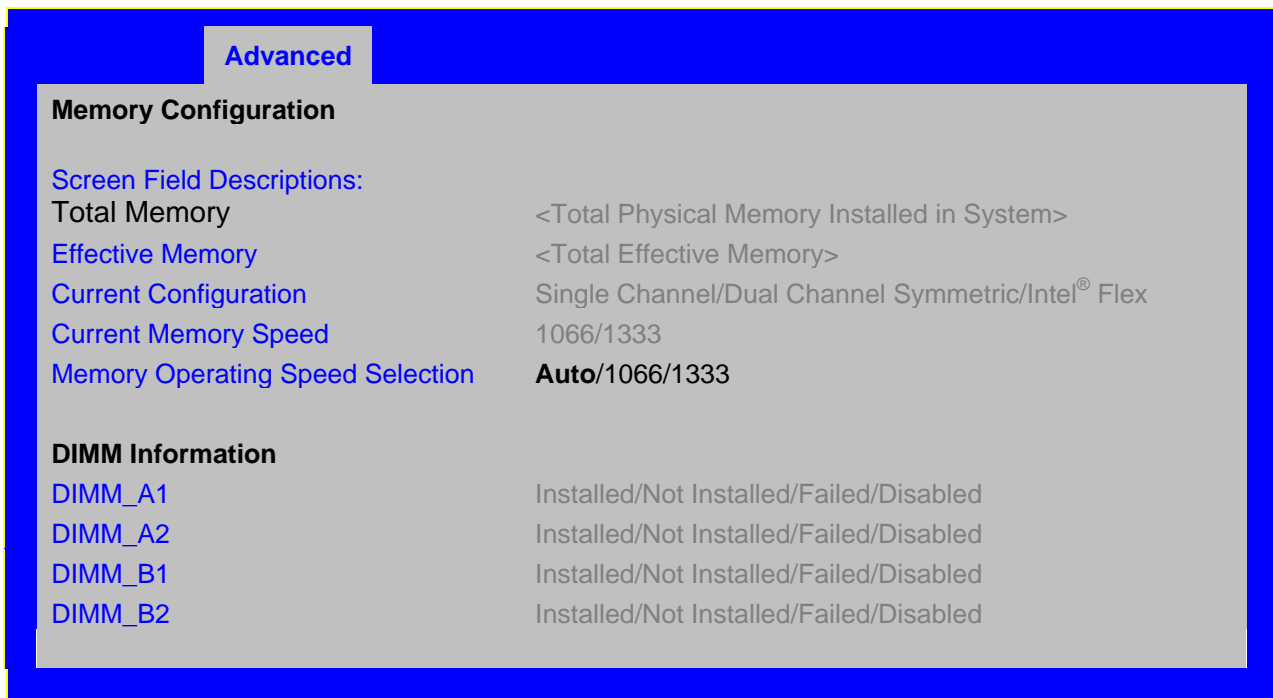 Advanced
Memory Configuration
Screen Field Descriptions:
Total Memory <Total Physical Memory Installed in System>
Effective Memory <Total Effective Memory>
Current Configuration Single Channel/Dual Channel Symmetric/Intel® Flex
Current Memory Speed 1066/1333
Memory Operating Speed Selection Auto/1066/1333
DIMM Information
DIMM_A1 Installed/Not Installed/Failed/Disabled
DIMM_A2 Installed/Not Installed/Failed/Disabled
DIMM_B1 Installed/Not Installed/Failed/Disabled
DIMM_B2 Installed/Not Installed/Failed/Disabled